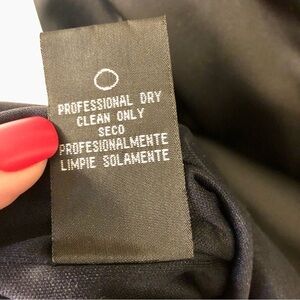 PROFESSIONAL DRY
CLEAN ONLY
SECO
PROFESIONALMENTE
LIMPIE SOLAMENTE